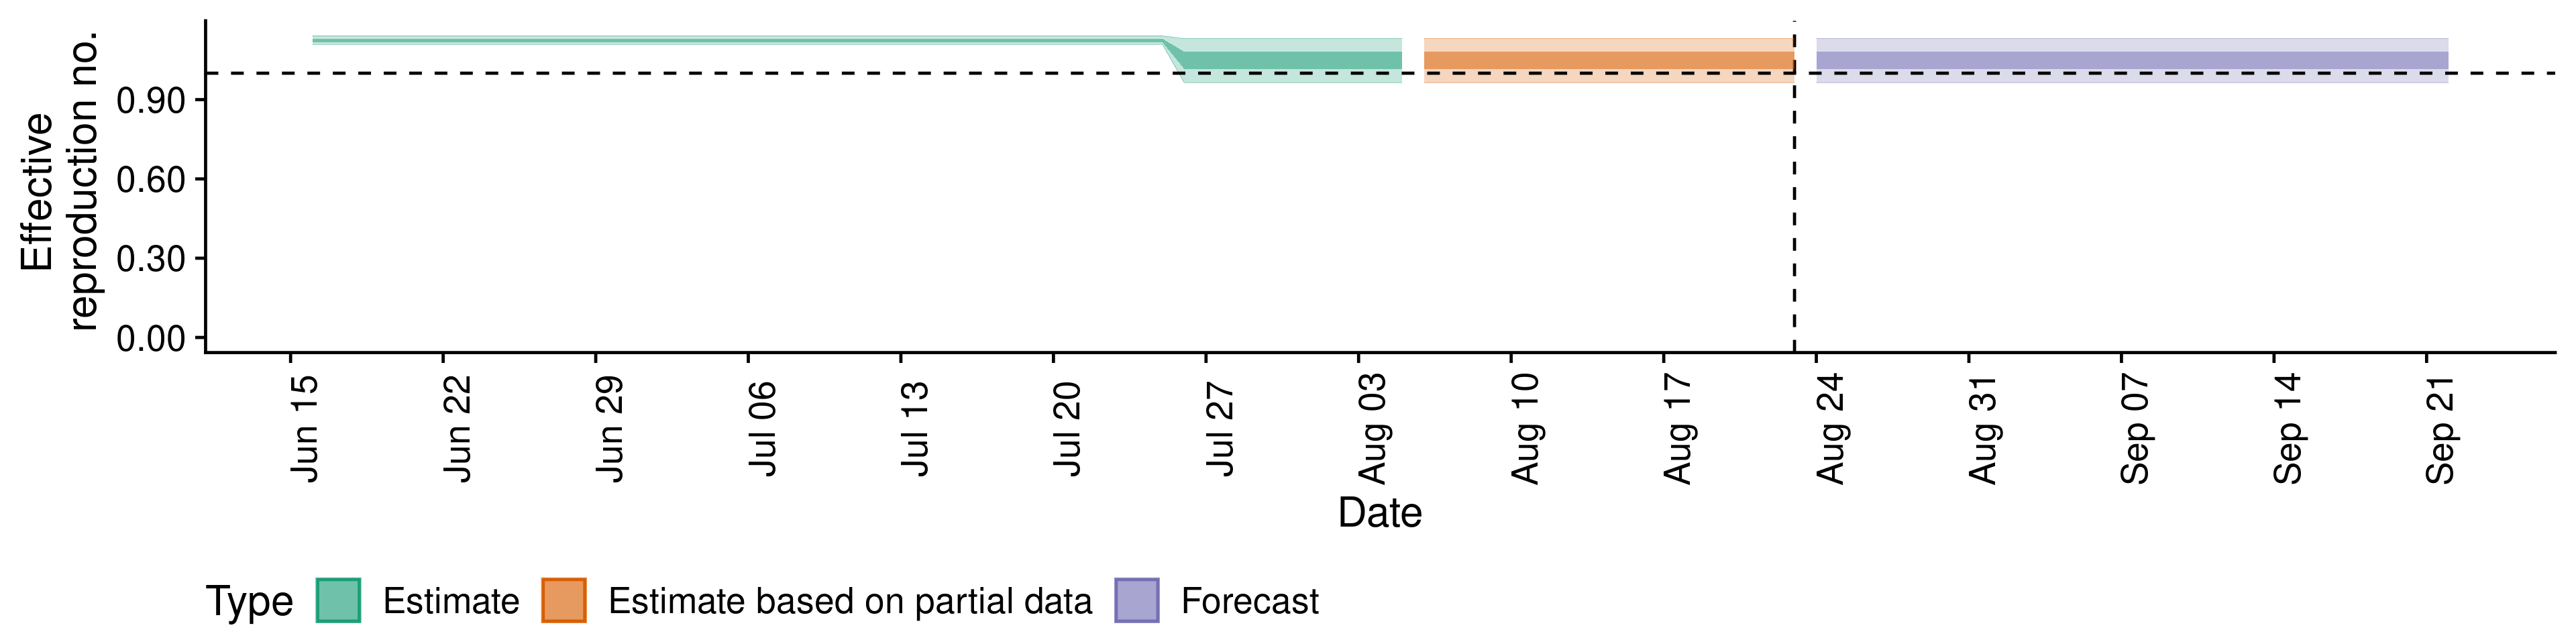 Effective
reproduction no.
0.90
0.60
0.30
0.00
Jun 15
Jun 22
Jun 29
Jul 06
Jul 13
Jul 20
Jul 27
Aug 03
Aug 10
Aug 17
Aug 24
Aug 31
Sep 07
Sep 14
Sep 21
Date
Type Estimate Estimate based on partial data Forecast